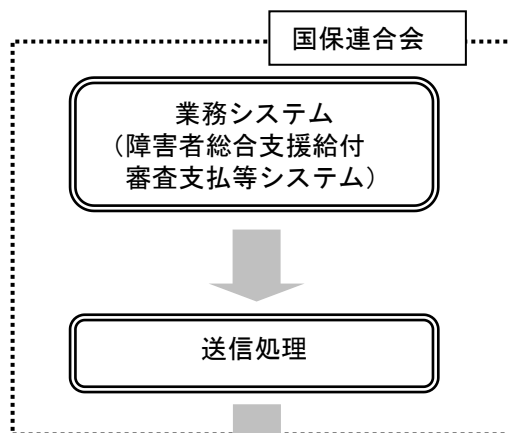 国保連合会
業務システム
（障害者総合支援給付
審査支払等システム）
送信処理